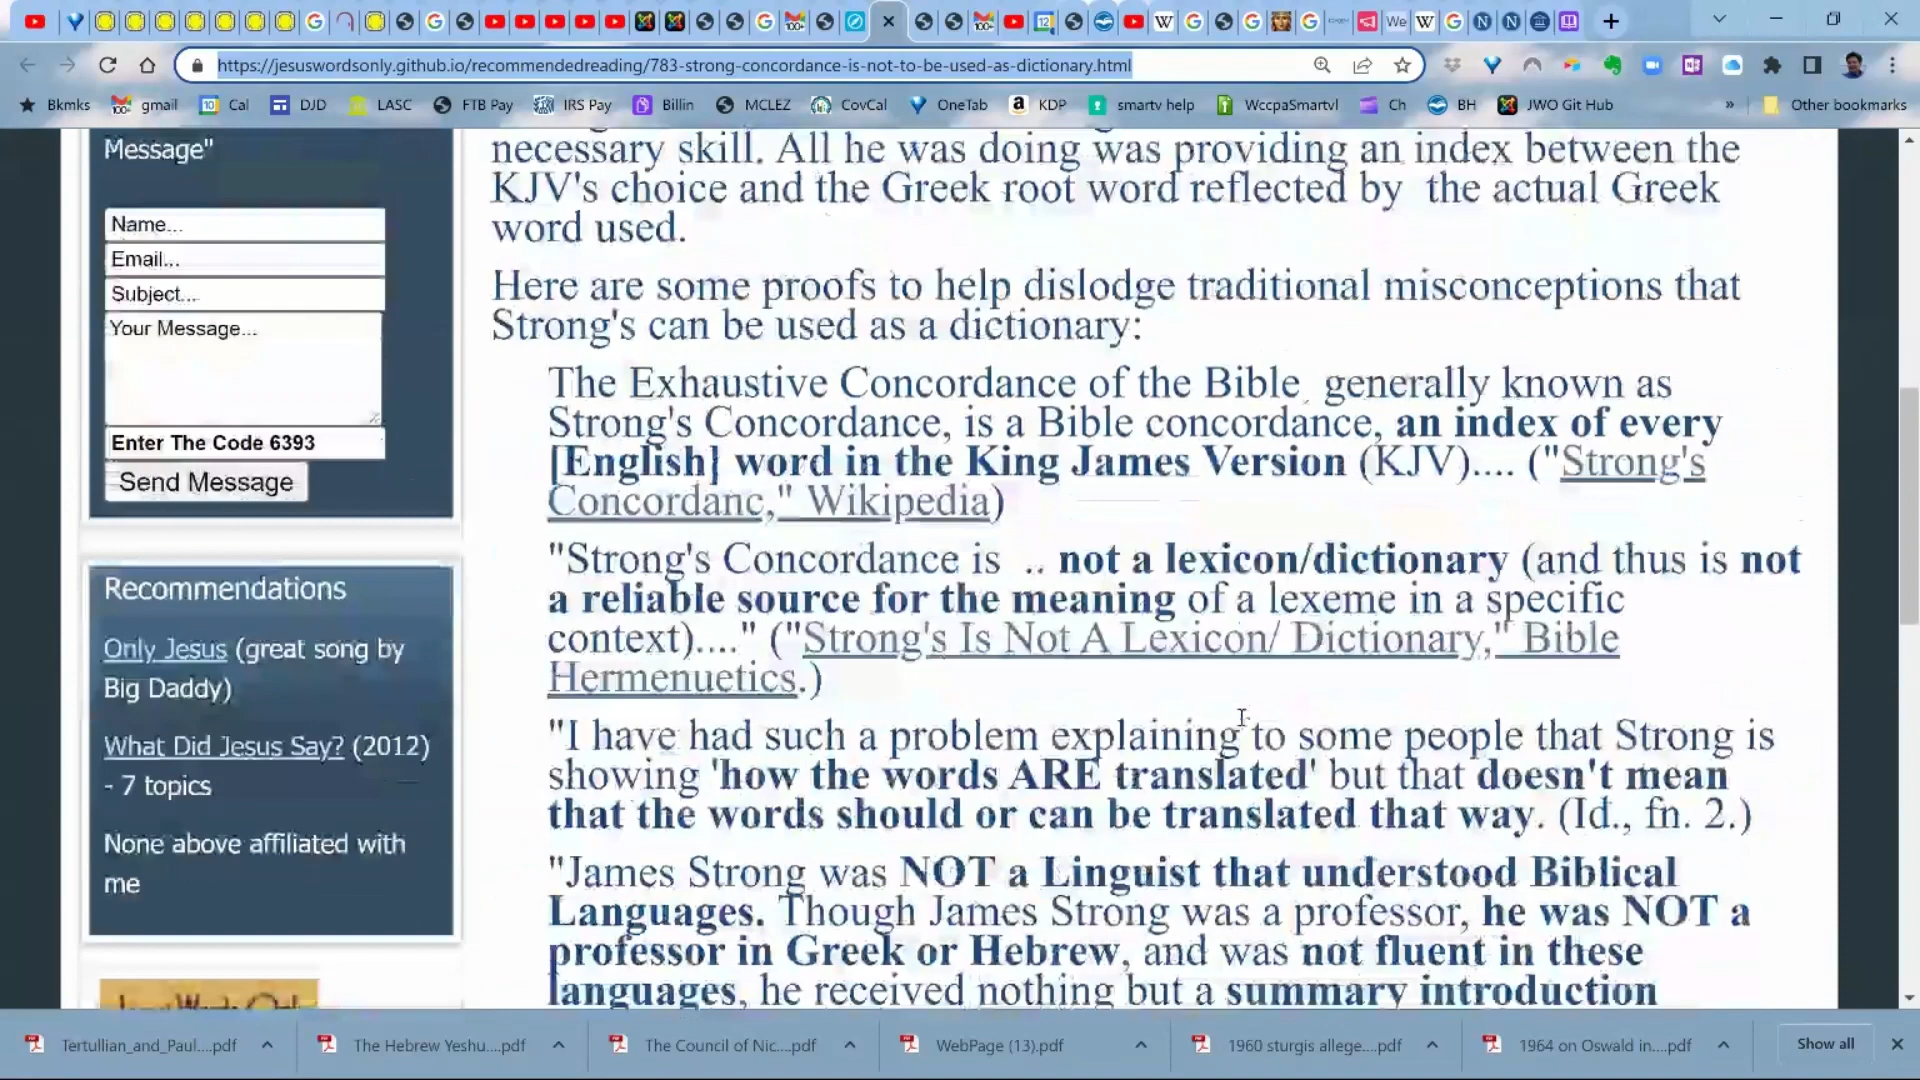 https://jesuswordsonly.github.io/recommendedreading/783-strong-concordance-is-not-to-be-used-as-dictionary.html
Bkmks
gmail
Cal
DJD
LASC
FTB Pay
IRS Pay
Billin
MCLEZ
CovCal
OneTab
KDP
smartv help
WccpaSmartvl
Ch
BH
JWO Git Hub
»
Other bookmarks
Message"
Name...
Email...
Subject...
Your Message...
Enter The Code 6393
Send Message
Recommendations
Only Jesus (great song by
Big Daddy)
What Did Jesus Say? (2012)
- 7 topics
None above affiliated with
me
necessary skill. All he was doing was providing an index between the
KJV's choice and the Greek root word reflected by the actual Greek
word used.
Here are some proofs to help dislodge traditional misconceptions that
Strong's can be used as a dictionary:
The Exhaustive Concordance of the Bible, generally known as
Strong's Concordance, is a Bible concordance, an index of every
[English] word in the King James Version (KJV).... ("Strong's
Concordanc," Wikipedia)
"Strong's Concordance is .. not a lexicon/dictionary (and thus is not
a reliable source for the meaning of a lexeme in a specific
context)...." ("Strong's Is Not A Lexicon/ Dictionary," Bible
Hermenuetics.)
"I have had such a problem explaining to some people that Strong is
showing 'how the words ARE translated' but that doesn't mean
that the words should or can be translated that way. (Id., fn. 2.)
"James Strong was NOT a Linguist that understood Biblical
Languages. Though James Strong was a professor, he was NOT a
professor in Greek or Hebrew, and was not fluent in these
languages, he received nothing but a summary introduction
Tertullian_and_Paul....pdf
The Hebrew Yeshu....pdf
The Council of Nic....pdf
WebPage (13).pdf
1960 sturgis allege....pdf
1964 on Oswald in....pdf
Show all